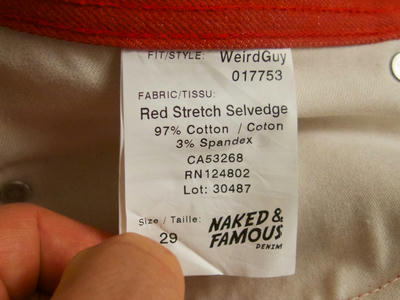 FIT/STYLE: WeirdGuy
017753
FABRIC/TISSU:
Red Stretch Selvedge
97% Cotton / Coton
3% Spandex
CA53268
RN124802
Lot: 30487
Size / Taille:
29
NAKED &
FAMOUS
DENIM